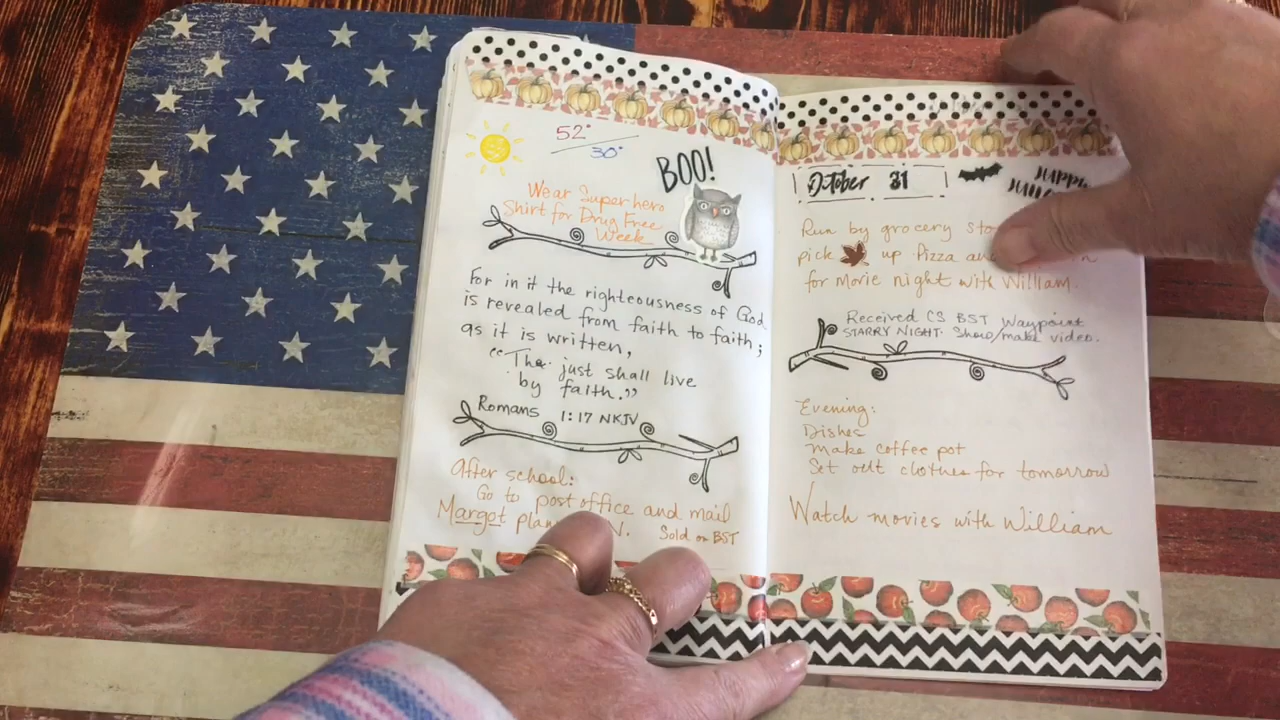 52°
30°
BOO!
Wear Superhero
Shirt for Drug Free
Week
For in it the righteousness of God
is revealed from faith to faith;
as it is written,
"The just shall live
by faith."
Romans 1:17 NKJV
After school:
Go to post office and mail
Margot N.
Sold on BST
October 31
HAPPY
Run by grocery
pick up Pizza
for Movie night with William.
Received CS BST Waypoint
STARRY NIGHT. Show/make video.
Evening:
Dishes
Make coffee pot
Set out clothes for tomorrow
Watch movies with William